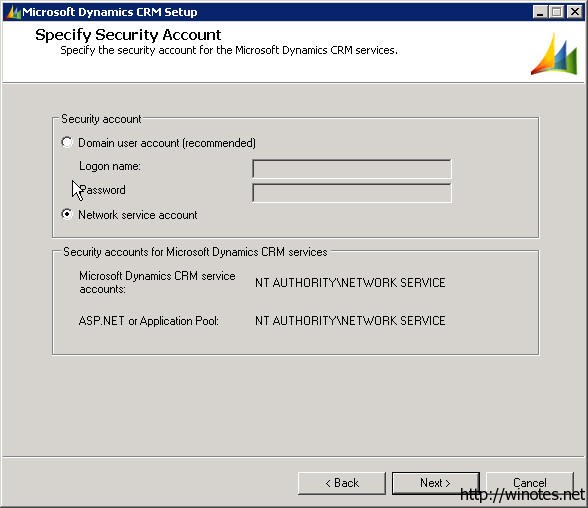 Microsoft Dynamics CRM Setup
Specify Security Account
Specify the security account for the Microsoft Dynamics CRM services.
Security account
Domain user account (recommended)
Logon name:
Password
Network service account
Security accounts for Microsoft Dynamics CRM services
Microsoft Dynamics CRM service
accounts:
NT AUTHORITY\NETWORK SERVICE
ASP.NET or Application Pool:
NT AUTHORITY\NETWORK SERVICE
< Back
Next >
Cancel
http://winotes.net